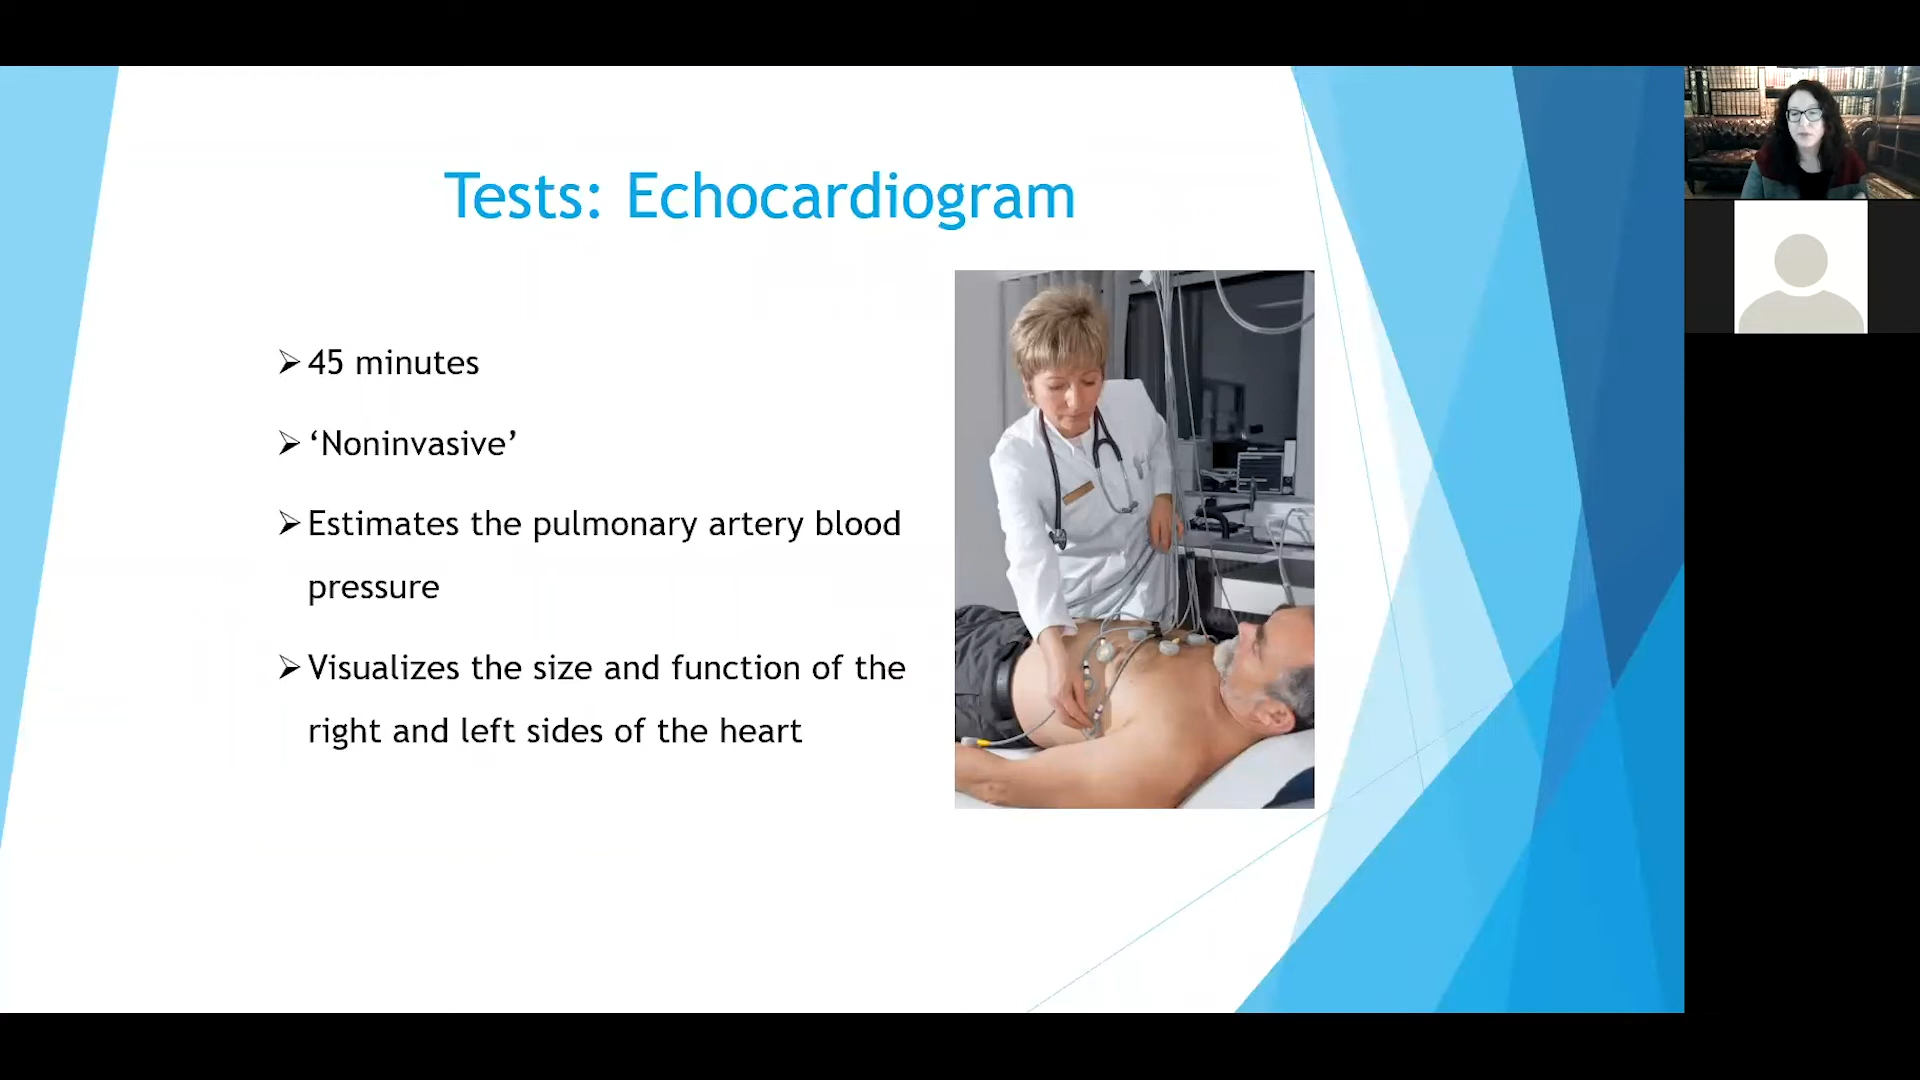 Tests: Echocardiogram
➢45 minutes
➢‘Noninvasive’
➢Estimates the pulmonary artery blood
pressure
➢Visualizes the size and function of the
right and left sides of the heart